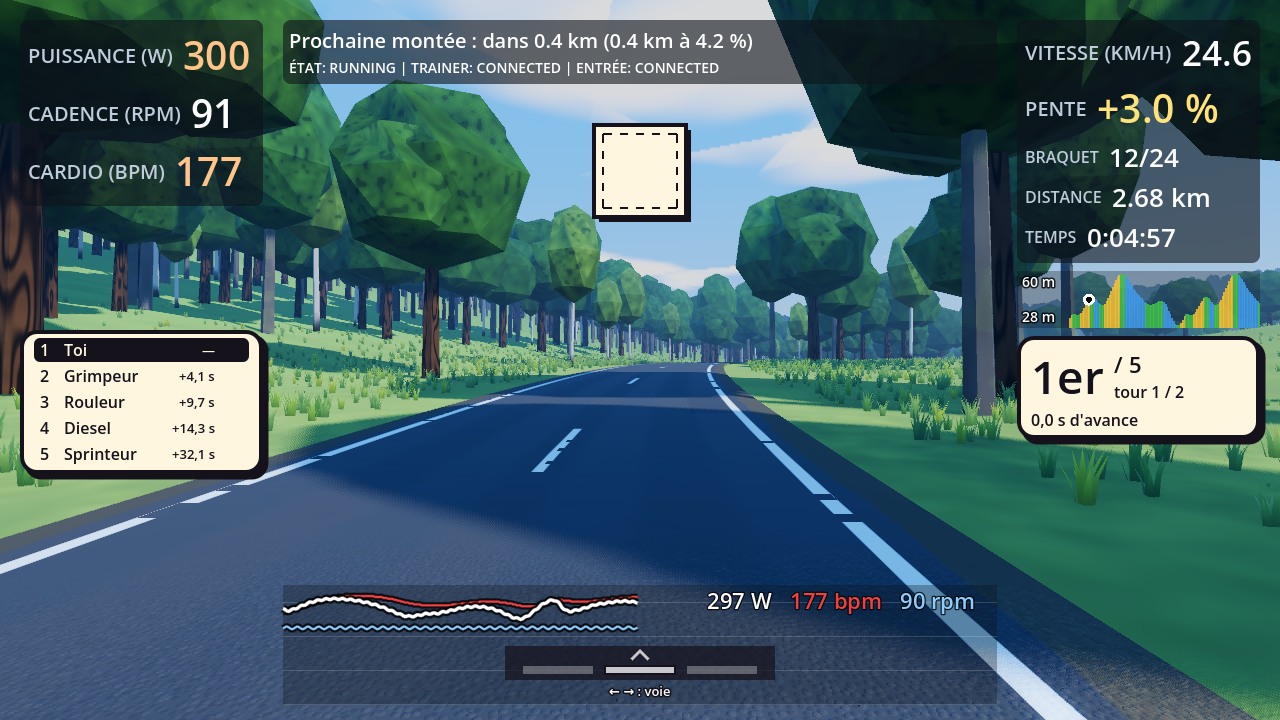 PUISSANCE (W) 300
CADENCE (RPM) 91
CARDIO (BPM) 177
Prochaine montée : dans 0.4 km (0.4 km à 4.2 %)
ÉTAT: RUNNING | TRAINER: CONNECTED | ENTRÉE: CONNECTED
VITESSE (KM/H) 24.6
PENTE +3.0 %
BRAQUET 12/24
DISTANCE 2.68 km
TEMPS 0:04:57
60 m
28 m
1 Toi —
2 Grimpeur +4,1 s
3 Rouleur +9,7 s
4 Diesel +14,3 s
5 Sprinteur +32,1 s
1er / 5
tour 1 / 2
0,0 s d'avance
297 W 177 bpm 90 rpm
← → : voie